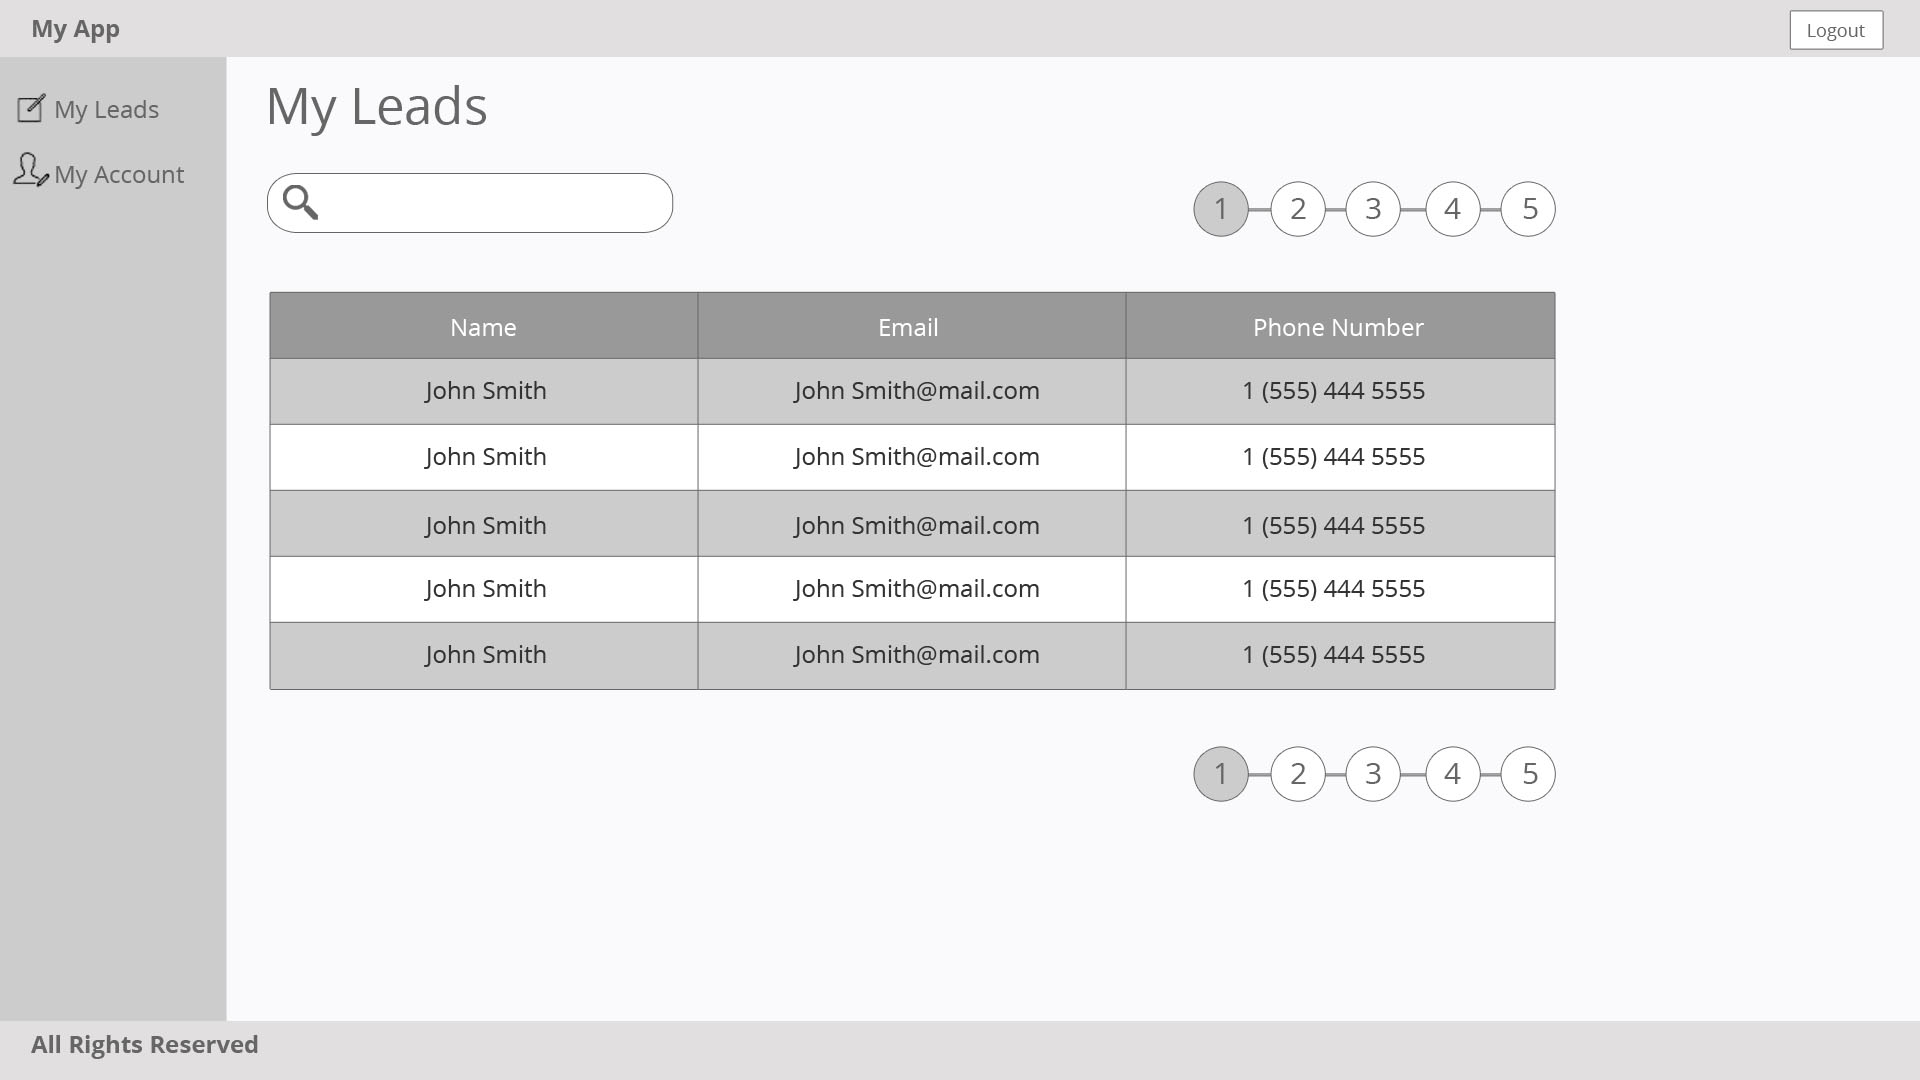 My App
Logout
My Leads
My Account
My Leads
1 2 3 4 5
Name Email Phone Number
John Smith John Smith@mail.com 1 (555) 444 5555
John Smith John Smith@mail.com 1 (555) 444 5555
John Smith John Smith@mail.com 1 (555) 444 5555
John Smith John Smith@mail.com 1 (555) 444 5555
John Smith John Smith@mail.com 1 (555) 444 5555
1 2 3 4 5
All Rights Reserved